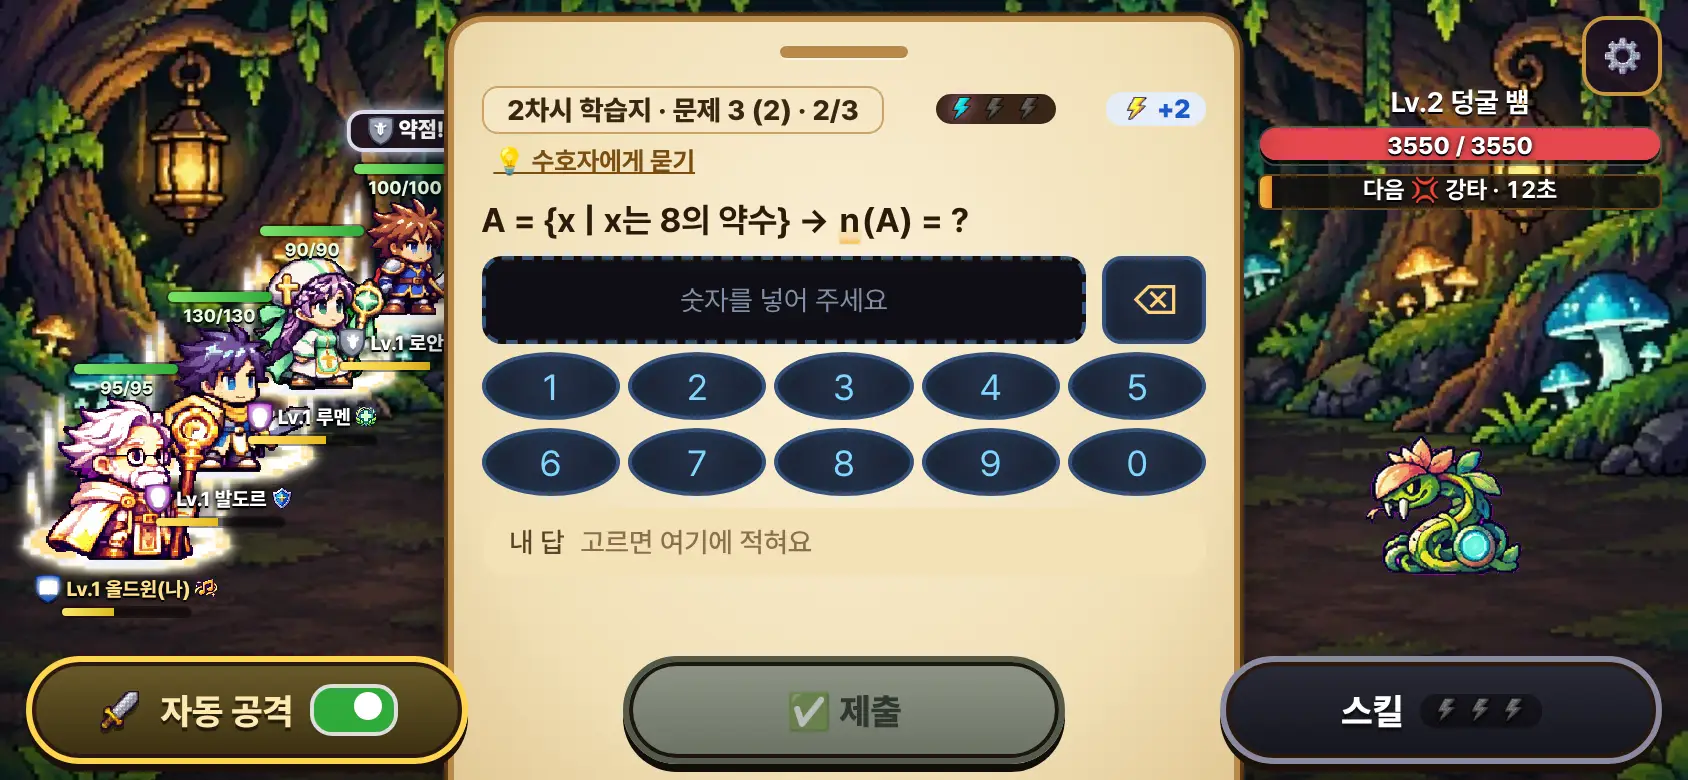 2차시 학습지 · 문제 3 (2) · 2/3
+2
💡 수호자에게 묻기
A = {x | x는 8의 약수} → n(A) = ?
숫자를 넣어 주세요
1 2 3 4 5
6 7 8 9 0
내 답 고르면 여기에 적혀요
✅ 제출
약점!
100/100
90/90
130/130
95/95
Lv.1 로안
Lv.1 루멘
Lv.1 발도르
Lv.1 올드윈(나)
자동 공격
Lv.2 덩굴 뱀
3550 / 3550
다음 💢 강타 · 12초
스킬